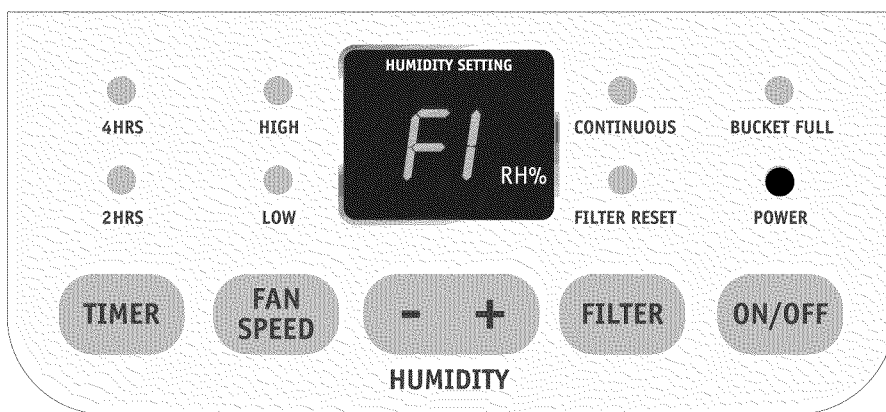 HUMIDITY SETTING
F1
RH%
4HRS
HIGH
CONTINUOUS
BUCKET FULL
2HRS
LOW
FILTER RESET
POWER
TIMER
FAN
SPEED
- +
FILTER
ON/OFF
HUMIDITY